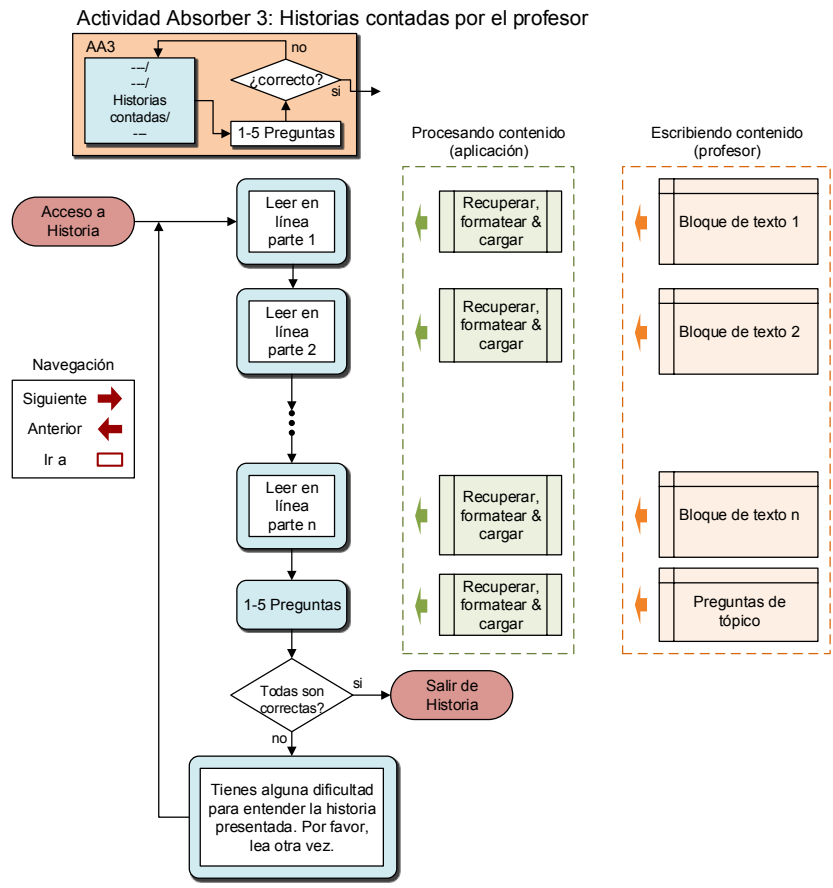 Actividad Absorber 3: Historias contadas por el profesor
AA3
---/
---/
Historias
contadas/
---
no
¿correcto?
si
1-5 Preguntas
Procesando contenido
(aplicación)
Escribiendo contenido
(profesor)
Acceso a
Historia
Leer en
línea
parte 1
Recuperar,
formatear &
cargar
Bloque de texto 1
Leer en
línea
parte 2
Recuperar,
formatear &
cargar
Bloque de texto 2
Navegación
Siguiente
Anterior
Ir a
Leer en
línea
parte n
Recuperar,
formatear &
cargar
Bloque de texto n
1-5 Preguntas
Recuperar,
formatear &
cargar
Preguntas de
tópico
Todas son
correctas?
si
Salir de
Historia
no
Tienes alguna dificultad
para entender la historia
presentada. Por favor,
lea otra vez.